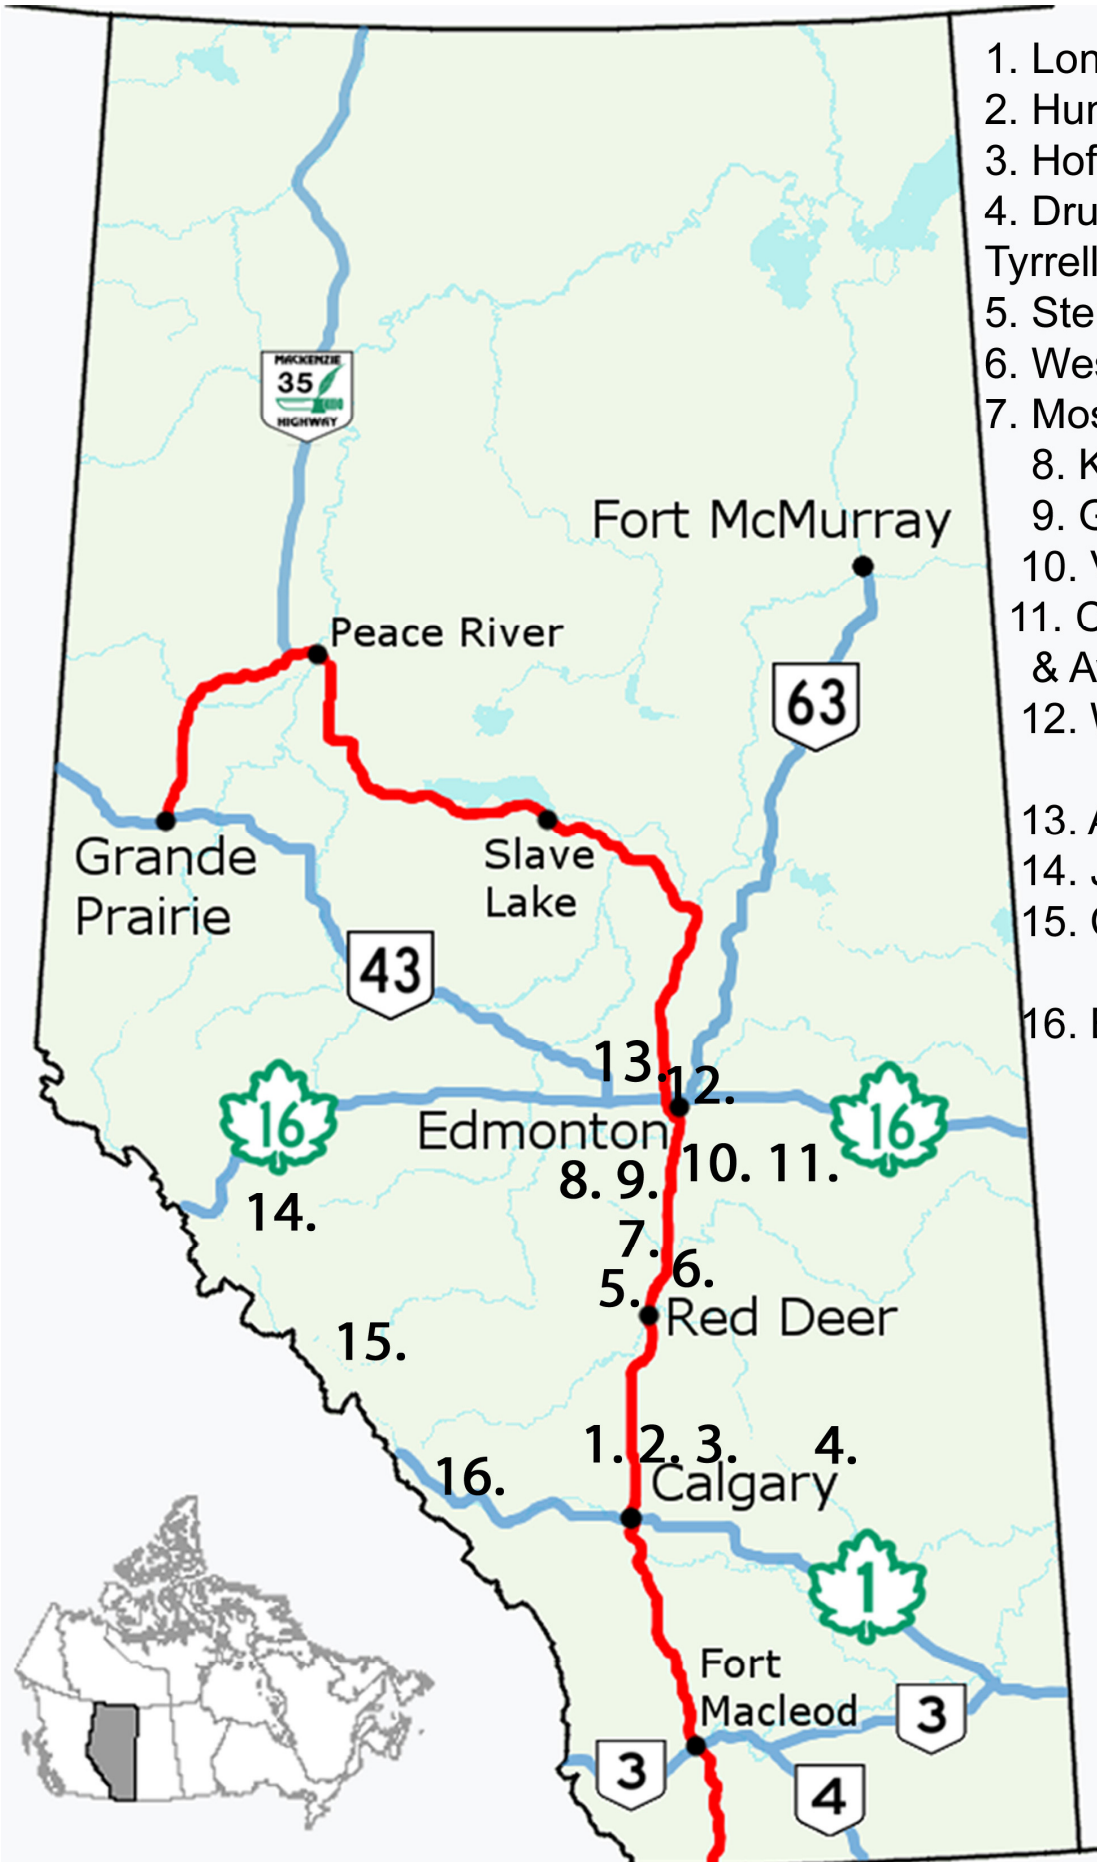 1. Lon
2. Hur
3. Hof
4. Dru
Tyrrell
5. Ste
6. Wes
7. Mos
8. K
9. G
10. V
11. C
& Av
12. W
13. A
14. J
15. C
16.
MACKENZIE
35
HIGHWAY
Fort McMurray
Peace River
63
Grande
Prairie
Slave
Lake
43
13.
12.
16
16
Edmonton
10. 11.
8. 9.
14.
7.
6.
5.
Red Deer
15.
1. 2. 3. 4.
16.
Calgary
1
Fort
Macleod
3
3
4